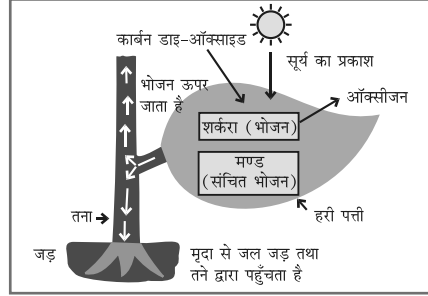 कार्बन डाइ-ऑक्साइड
सूर्य का प्रकाश
भोजन ऊपर
जाता है
ऑक्सीजन
शर्करा (भोजन)
मण्ड
(संचित भोजन)
तना
हरी पत्ती
जड़
मृदा से जल जड़ तथा
तने द्वारा पहुँचता है